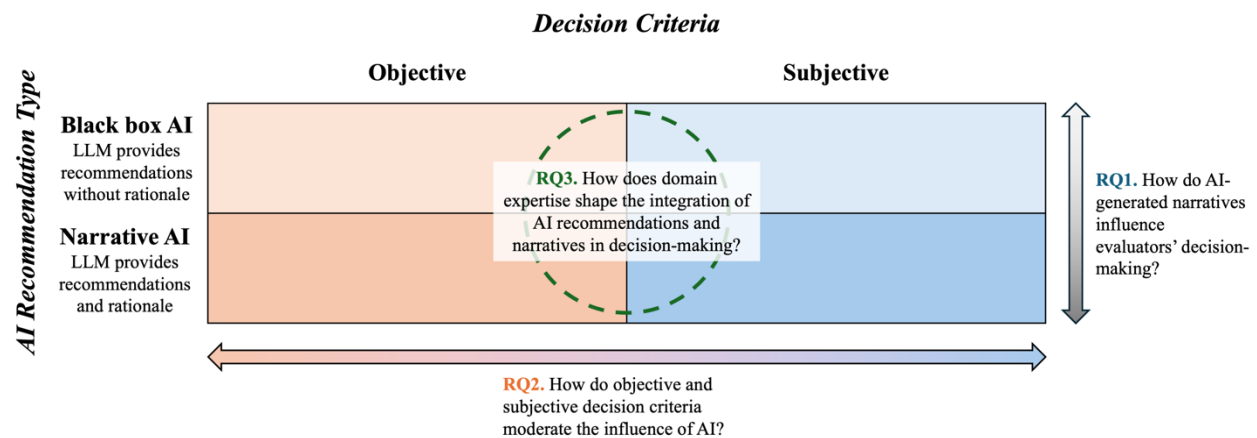 Decision Criteria
Objective
Subjective
AI Recommendation Type
Black box AI
LLM provides
recommendations
without rationale
Narrative AI
LLM provides
recommendations
and rationale
RQ3. How does domain
expertise shape the integration of
AI recommendations and
narratives in decision-making?
RQ1. How do AI-
generated narratives
influence
evaluators’ decision-
making?
RQ2. How do objective and
subjective decision criteria
moderate the influence of AI?